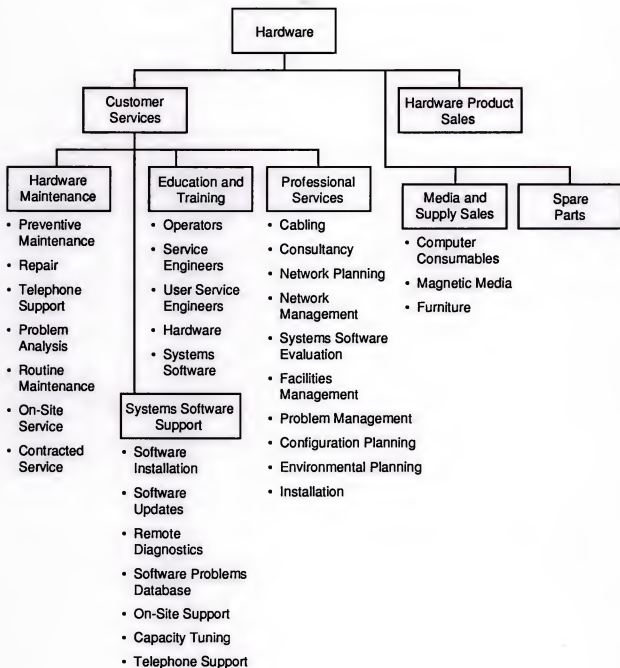 Hardware
Customer
Services
Hardware Product
Sales
Hardware
Maintenance
• Preventive
Maintenance
• Repair
• Telephone
Support
• Problem
Analysis
• Routine
Maintenance
• On-Site
Service
• Contracted
Service
Education and
Training
• Operators
• Service
Engineers
• User Service
Engineers
• Hardware
• Systems
Software
Systems Software
Support
• Software
Installation
• Software
Updates
• Remote
Diagnostics
• Software Problems
Database
• On-Site Support
• Capacity Tuning
• Telephone Support
Professional
Services
• Cabling
• Consultancy
• Network Planning
• Network
Management
• Systems Software
Evaluation
• Facilities
Management
• Problem Management
• Configuration Planning
• Environmental Planning
• Installation
Media and
Supply Sales
• Computer
Consumables
• Magnetic Media
• Furniture
Spare
Parts